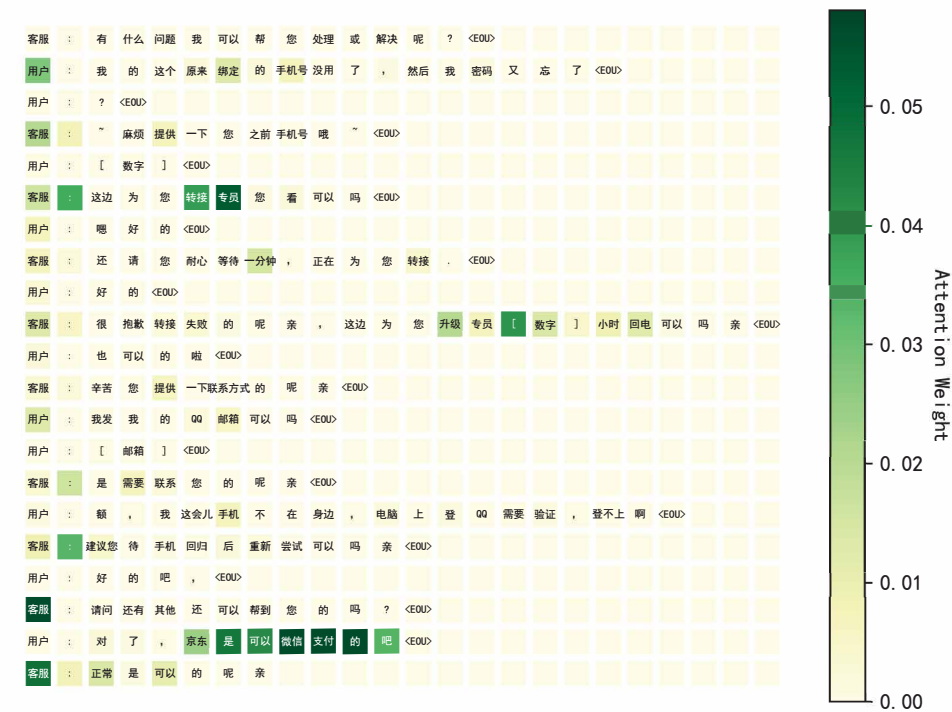 客服 : 有 什么 问题 我 可以 帮 您 处理 或 解决 呢 ? <EOU>
用户 : 我 的 这个 原来 绑定 的 手机号 没用 了 , 然后 我 密码 又 忘 了 <EOU>
用户 : ? <EOU>
客服 : ~ 麻烦 提供 一下 您 之前 手机号 哦 ~ <EOU>
用户 : [ 数字 ] <EOU>
客服 : 这边 为 您 转接 专员 您 看 可以 吗 <EOU>
用户 : 嗯 好 的 <EOU>
客服 : 还 请 您 耐心 等待 一分钟 , 正在 为 您 转接 . <EOU>
用户 : 好 的 <EOU>
客服 : 很 抱歉 转接 失败 的 呢 亲 , 这边 为 您 升级 专员 [ 数字 ] 小时 回电 可以 吗 亲 <EOU>
用户 : 也 可以 的 啦 <EOU>
客服 : 辛苦 您 提供 一下 联系方式 的 呢 亲 <EOU>
用户 : 我发 我 的 QQ 邮箱 可以 吗 <EOU>
用户 : [ 邮箱 ] <EOU>
客服 : 是 需要 联系 您 的 呢 亲 <EOU>
用户 : 额 , 我 这会儿 手机 不 在 身边 , 电脑 上 登 QQ 需要 验证 , 登不上 啊 <EOU>
客服 : 建议您 待 手机 回归 后 重新 尝试 可以 吗 亲 <EOU>
用户 : 好 的 吧 , <EOU>
客服 : 请问 还有 其他 还 可以 帮到 您 的 吗 ? <EOU>
用户 : 对 了 , 京东 是 可以 微信 支付 的 吧 <EOU>
客服 : 正常 是 可以 的 呢 亲
0.05
0.04
0.03
0.02
0.01
0.00
Attention Weight